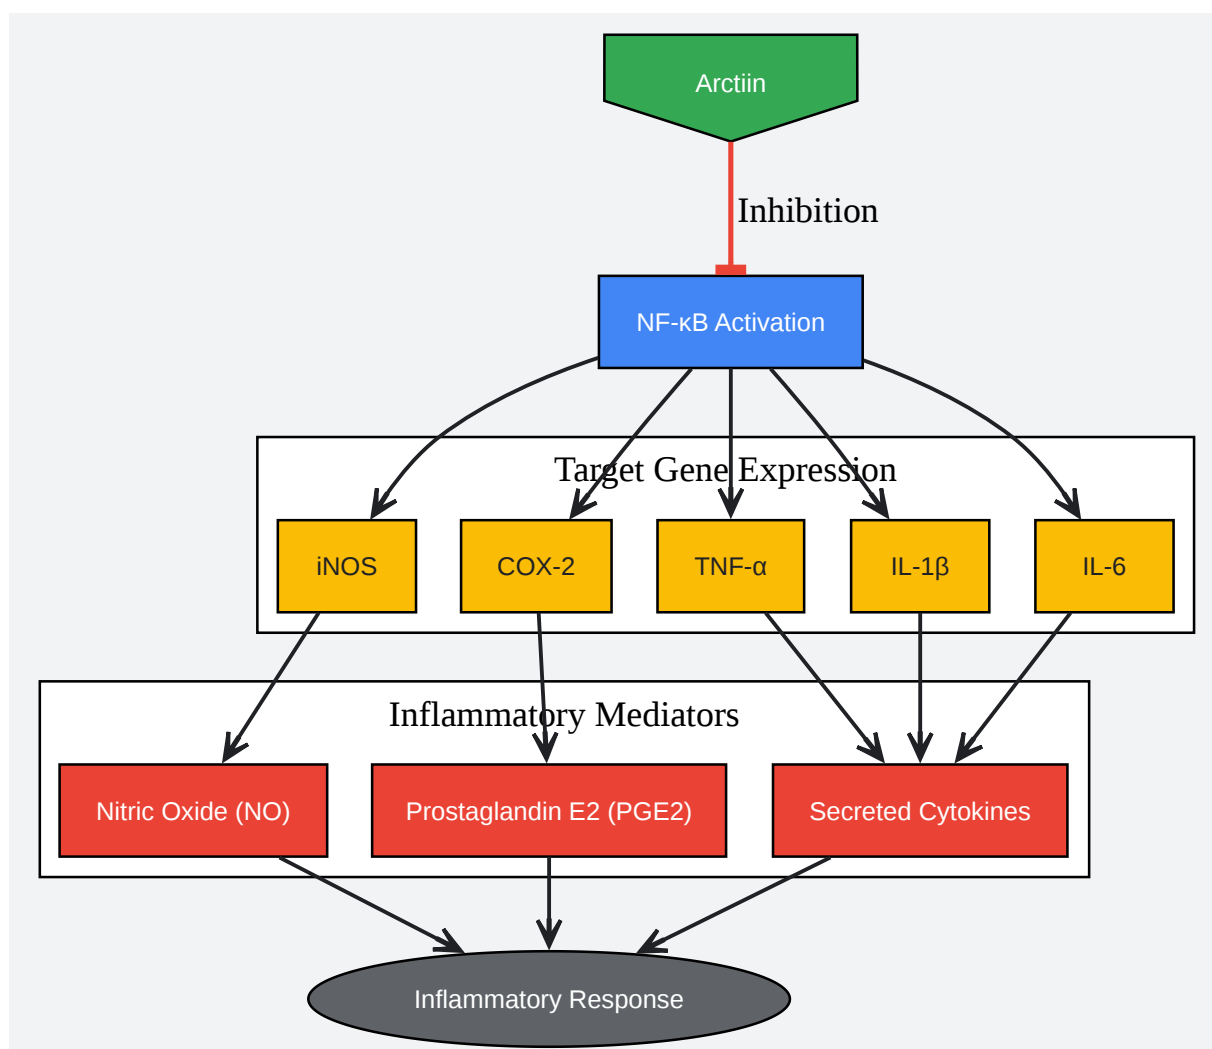 Arctiin
Inhibition
NF-κB Activation
Target Gene Expression
iNOS
COX-2
TNF-α
IL-1β
IL-6
Inflammatory Mediators
Nitric Oxide (NO)
Prostaglandin E2 (PGE2)
Secreted Cytokines
Inflammatory Response